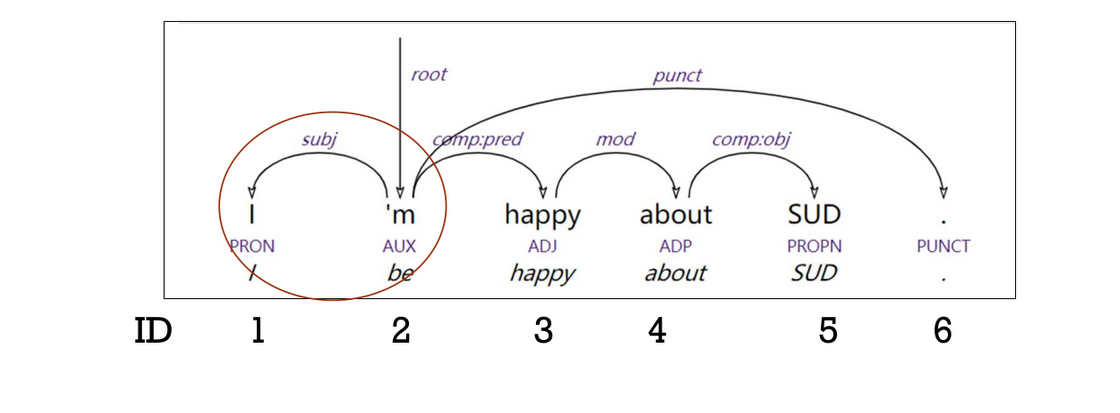 root
punct
subj
comp:pred
mod
comp:obj
I 'm happy about SUD .
PRON AUX ADJ ADP PROPN PUNCT
I be happy about SUD .
ID 1 2 3 4 5 6